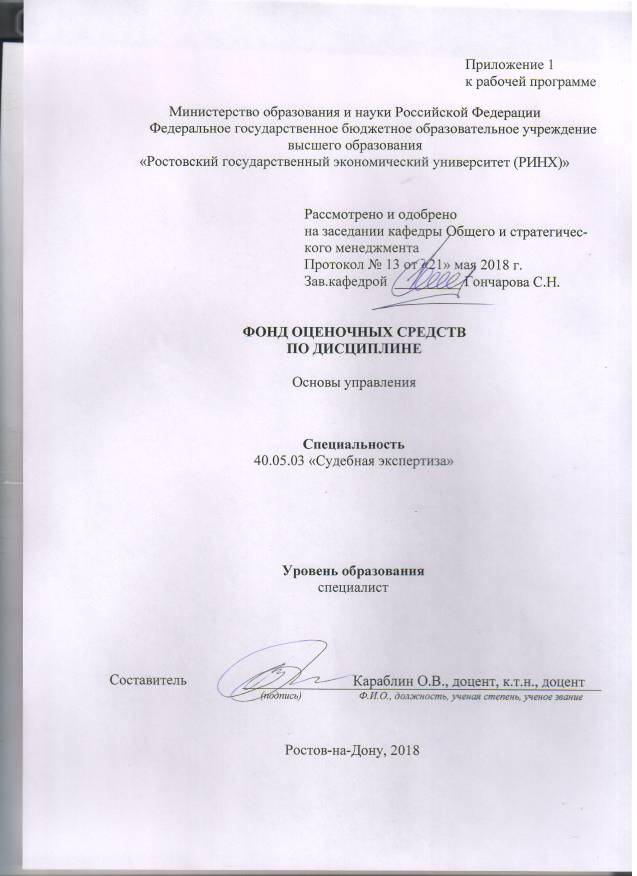 Приложение 1
к рабочей программе
Министерство образования и науки Российской Федерации
Федеральное государственное бюджетное образовательное учреждение
высшего образования
«Ростовский государственный экономический университет (РИНХ)»
Рассмотрено и одобрено
на заседании кафедры Общего и стратегичес-
кого менеджмента
Протокол № 13 от «21» мая 2018 г.
Зав.кафедрой Гончарова С.Н.
ФОНД ОЦЕНОЧНЫХ СРЕДСТВ
ПО ДИСЦИПЛИНЕ
Основы управления
Специальность
40.05.03 «Судебная экспертиза»
Уровень образования
специалист
Составитель Караблин О.В., доцент, к.т.н., доцент
(подпись) Ф.И.О., должность, ученая степень, ученое звание
Ростов-на-Дону, 2018